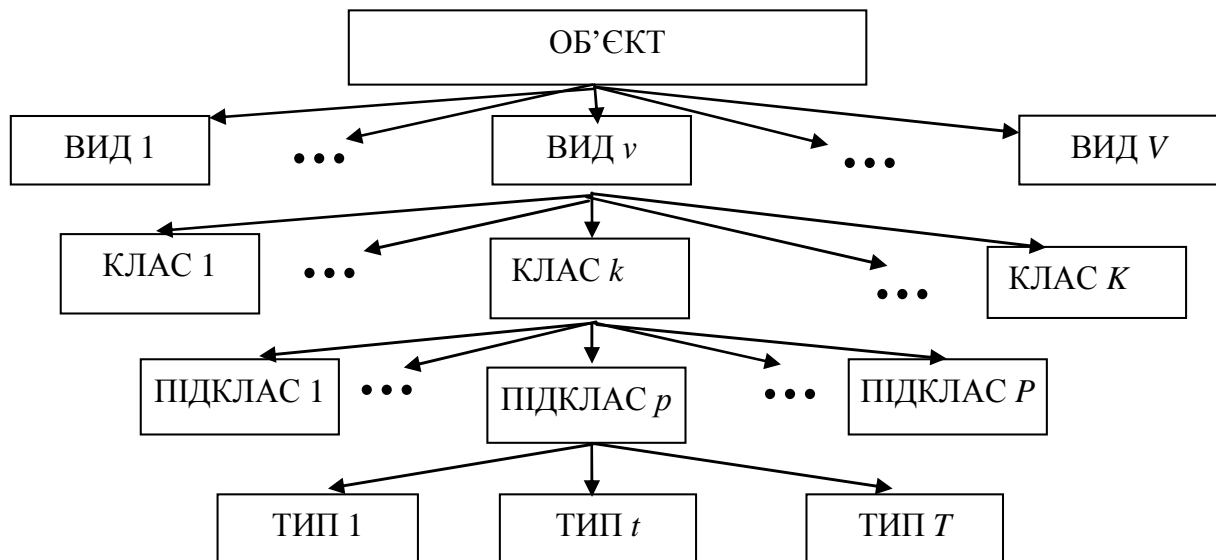 ОБ’ЄКТ
ВИД 1 ••• ВИД v ••• ВИД V
КЛАС 1 ••• КЛАС k ••• КЛАС K
ПІДКЛАС 1 ••• ПІДКЛАС p ••• ПІДКЛАС P
ТИП 1 ТИП t ТИП T